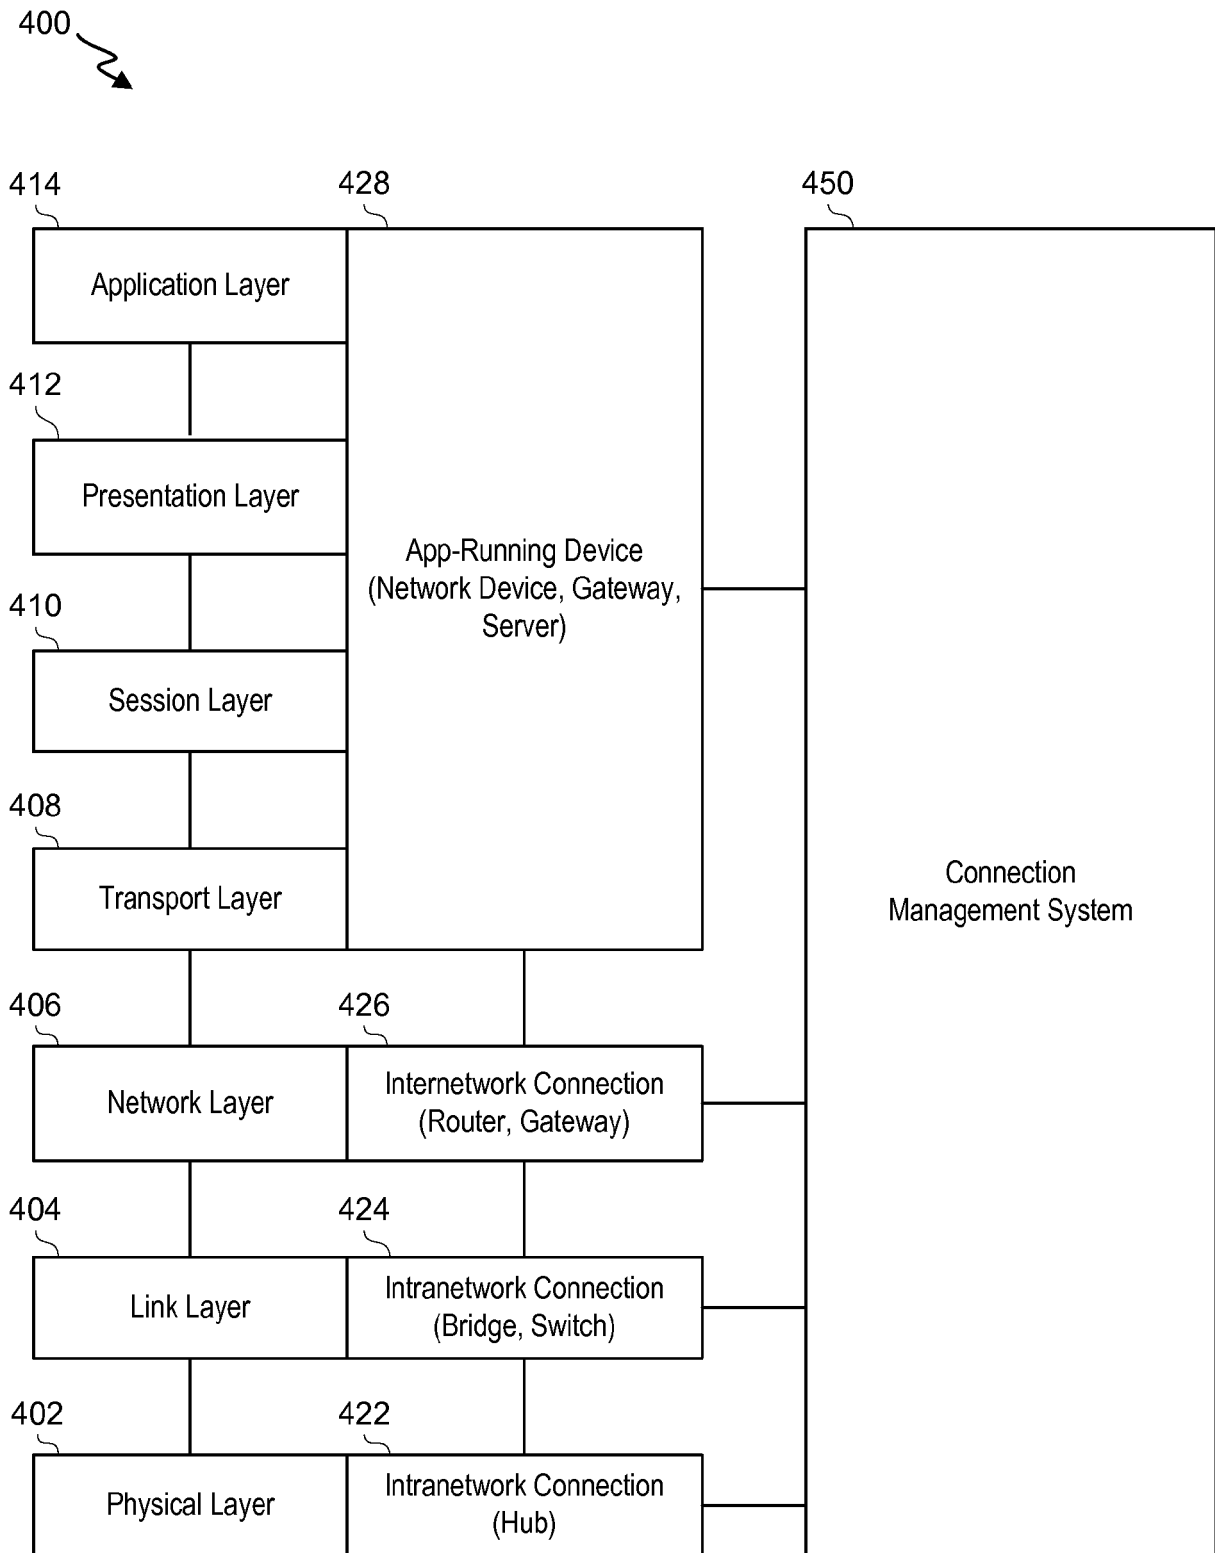 400
414
428
450
Application Layer
412
Presentation Layer
App-Running Device
(Network Device, Gateway,
Server)
410
Session Layer
408
Transport Layer
Connection
Management System
406
426
Network Layer
Internetwork Connection
(Router, Gateway)
404
424
Link Layer
Intranetwork Connection
(Bridge, Switch)
402
422
Physical Layer
Intranetwork Connection
(Hub)